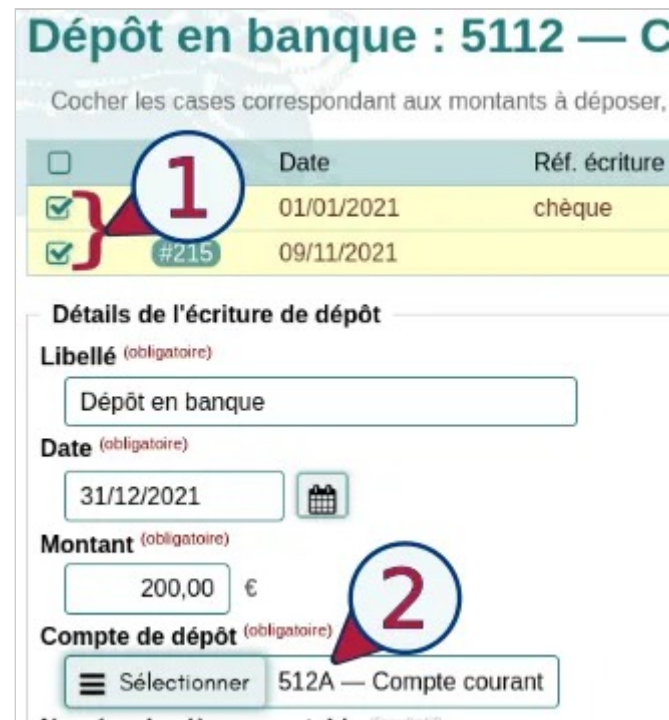 Dépôt en banque : 5112 — C
Cocher les cases correspondant aux montants à déposer,
Date Réf. écriture
1
01/01/2021 chèque
#215 09/11/2021
Détails de l'écriture de dépôt
Libellé (obligatoire)
Dépôt en banque
Date (obligatoire)
31/12/2021
Montant (obligatoire)
200,00 €
2
Compte de dépôt (obligatoire)
Sélectionner 512A — Compte courant